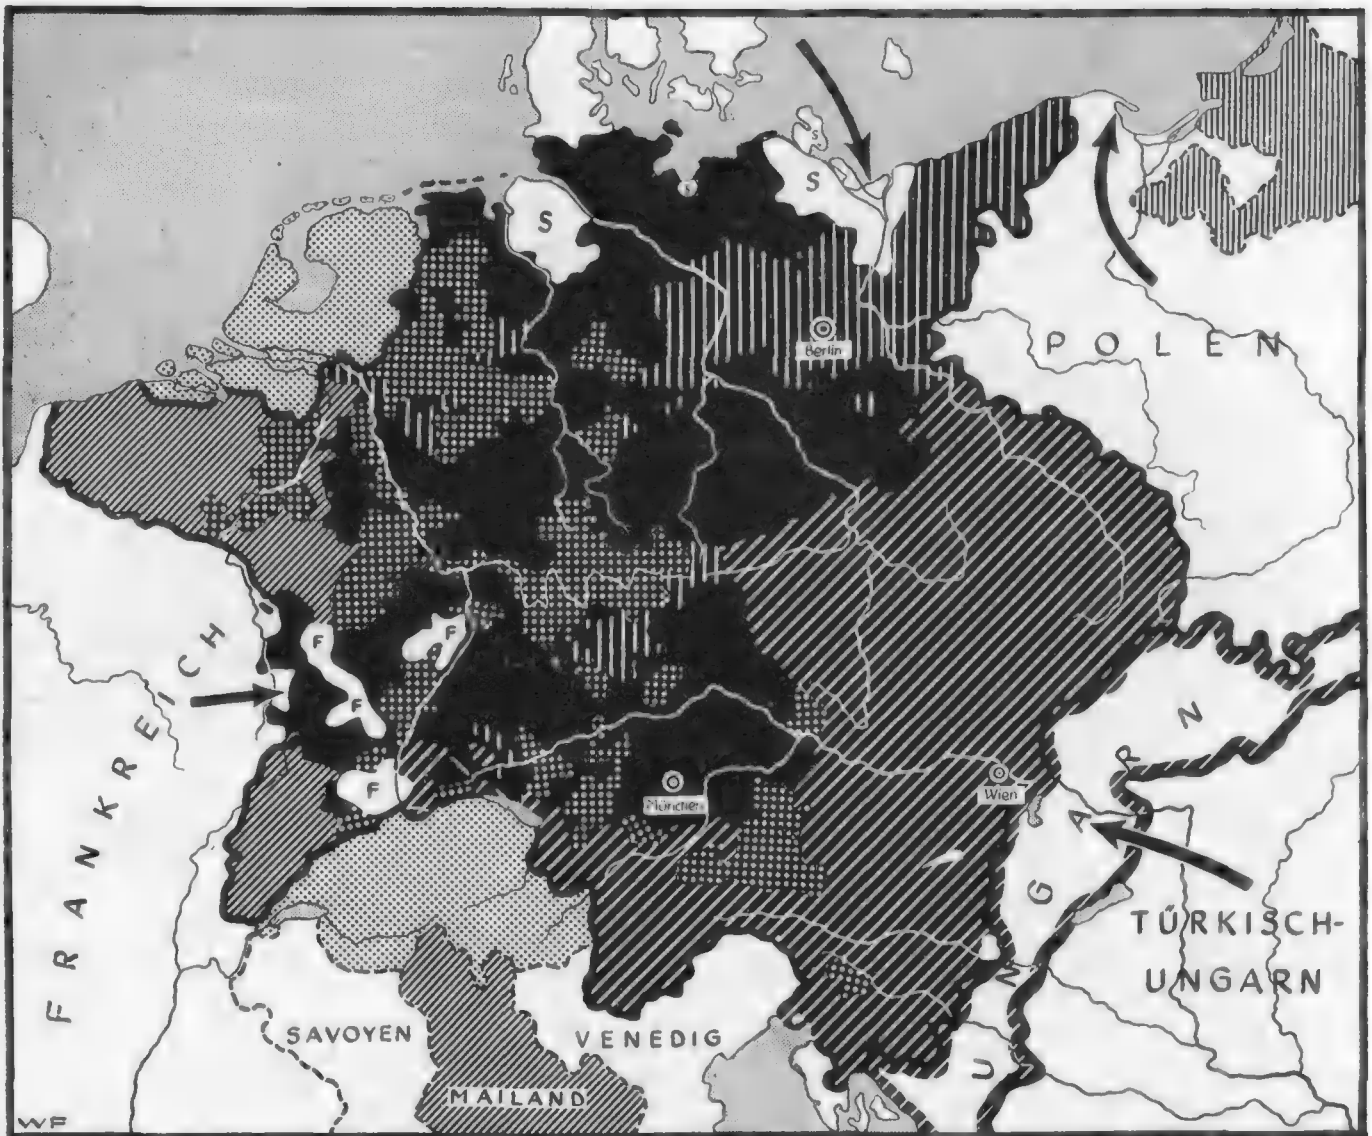 S
S
S
Berlin
POLEN
FRANKREICH
F
F
F
F
München
Wien
UNGARN
TÜRKISCH-
UNGARN
SAVOYEN
VENEDIG
MAILAND
WF